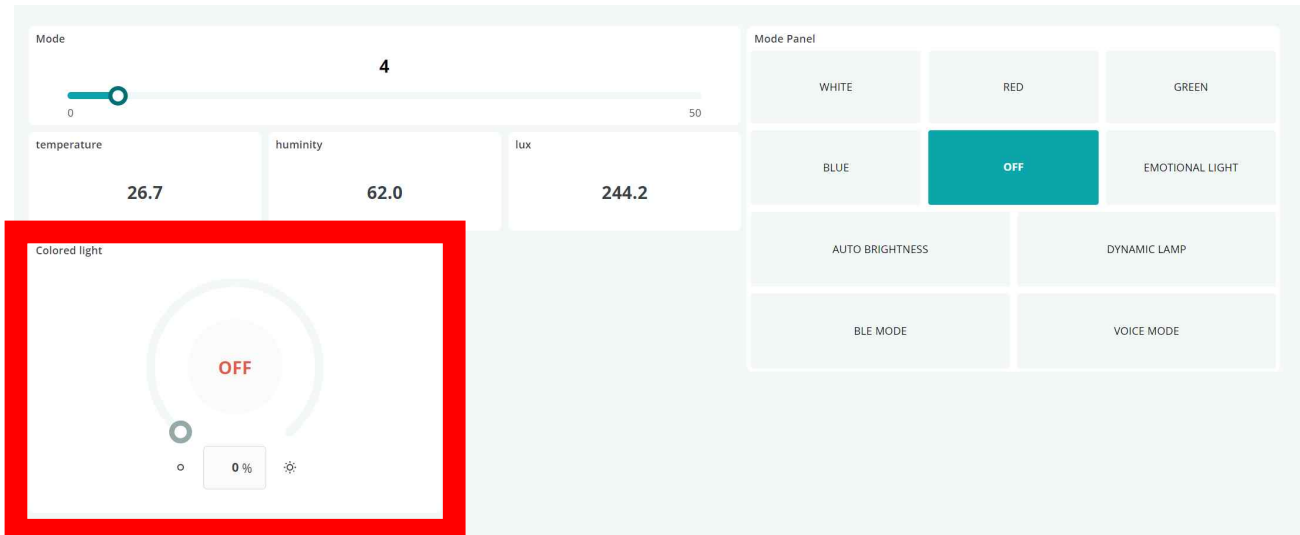 Mode
4
0 50
temperature huminity lux
26.7 62.0 244.2
Colored light
OFF
0 %
Mode Panel
WHITE RED GREEN
BLUE OFF EMOTIONAL LIGHT
AUTO BRIGHTNESS DYNAMIC LAMP
BLE MODE VOICE MODE